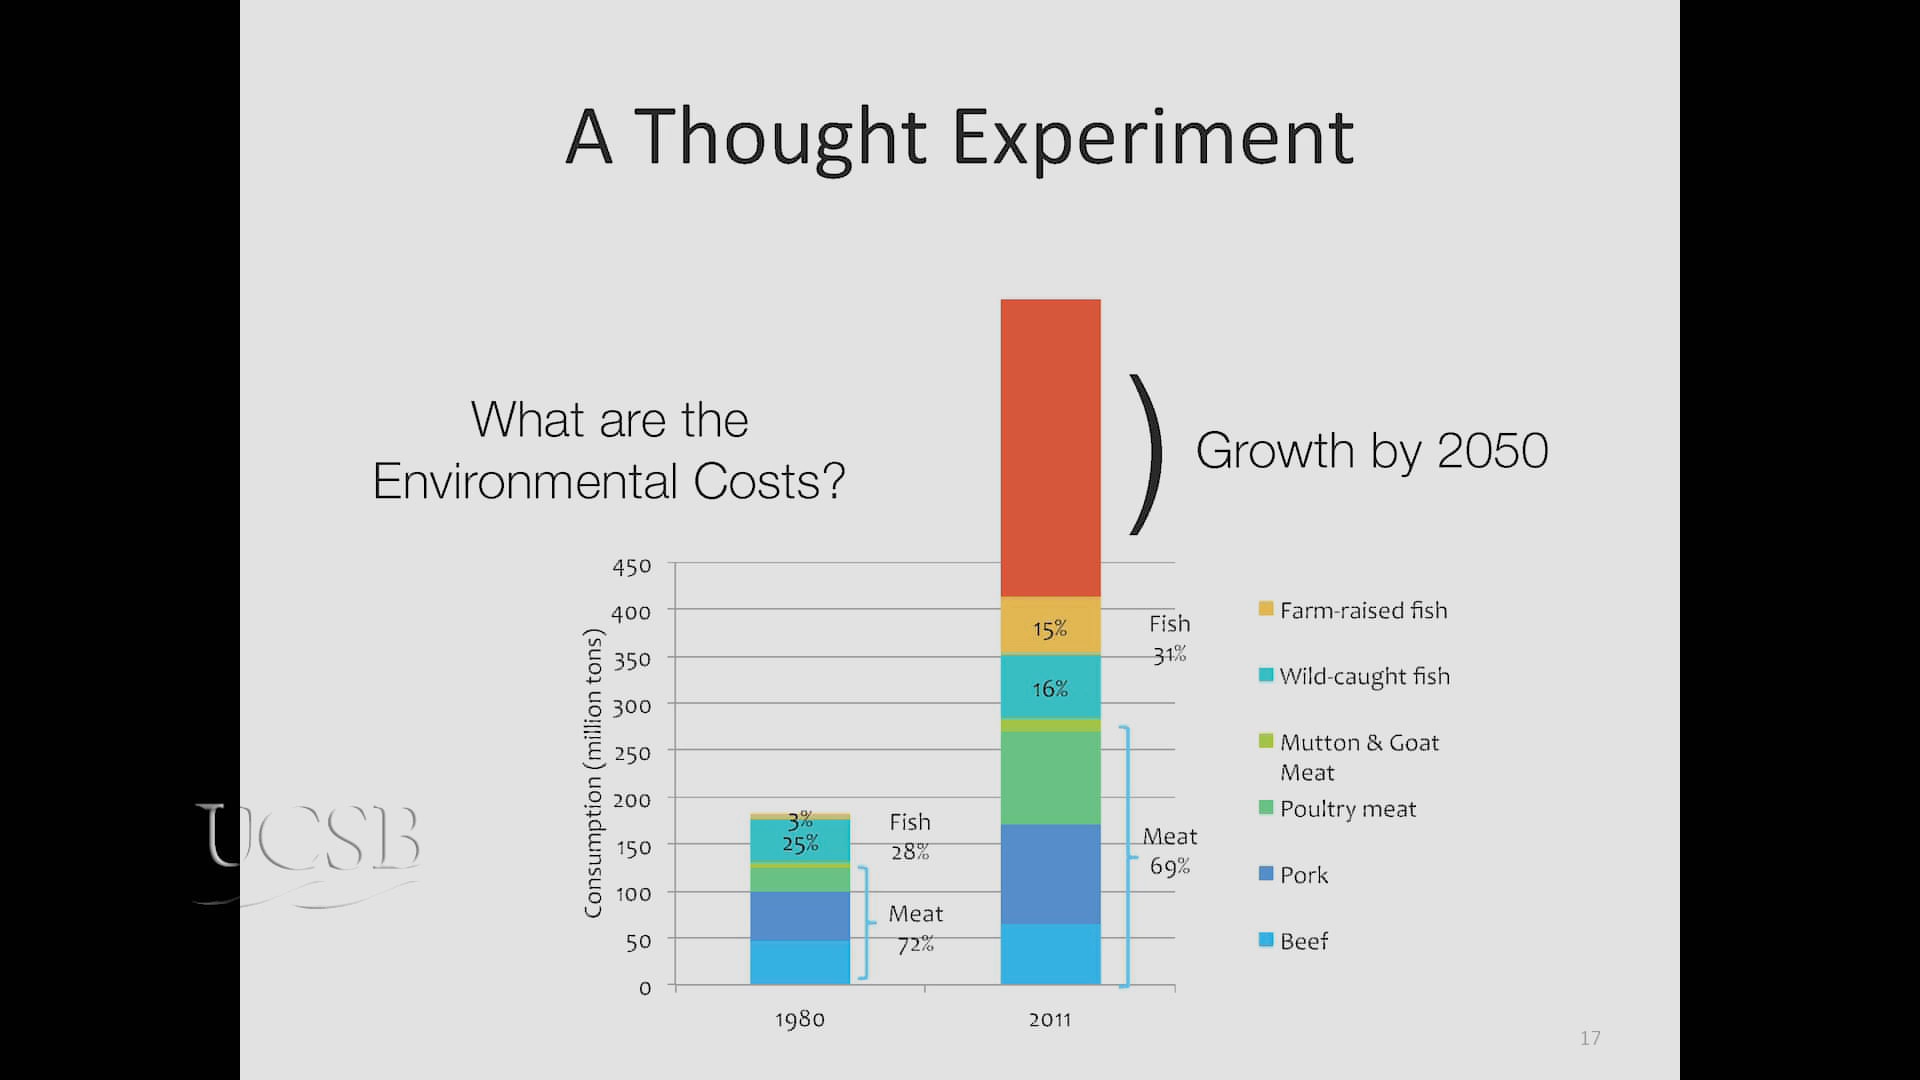 A Thought Experiment
What are the
Environmental Costs?
Growth by 2050
Consumption (million tons)
450
400
350
300
250
200
150
100
50
0
3%
25%
Fish
28%
Meat
72%
15%
16%
Fish
31%
Meat
69%
1980
2011
Farm-raised fish
Wild-caught fish
Mutton & Goat
Meat
Poultry meat
Pork
Beef
UCSB
17